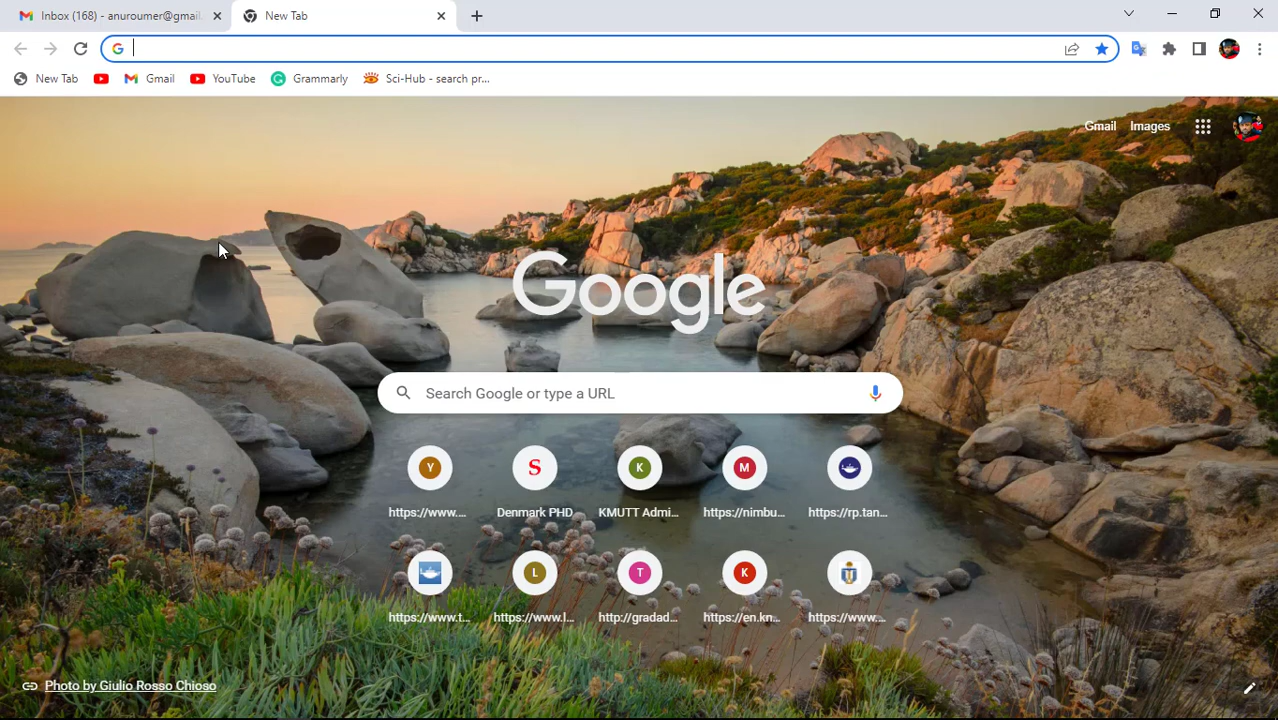 Inbox (168) - anuroumer@gmail.
New Tab
New Tab
Gmail
YouTube
Grammarly
Sci-Hub - search pr...
Gmail
Images
Google
Search Google or type a URL
Y
S
K
M
https://www....
Denmark PHD
KMUTT Admi...
https://nimbu...
https://rp.tan...
L
T
K
https://www.t...
https://www.l...
http://gradad...
https://en.kn...
https://www....
Photo by Giulio Rosso Chioso